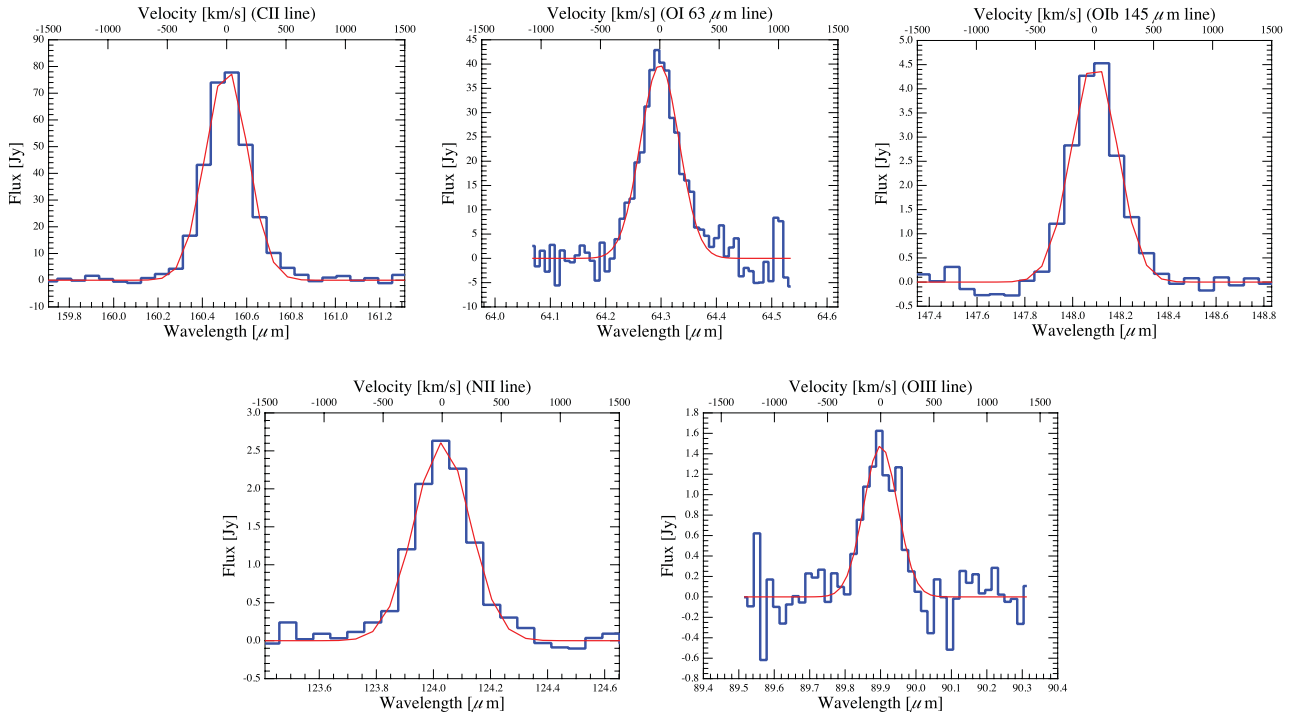 Velocity [km/s] (CII line)
-1500 -1000 -500 0 500 1000 1500
90
80
70
60
50
40
30
20
10
0
-10
Flux [Jy]
159.8 160.0 160.2 160.4 160.6 160.8 161.0 161.2
Wavelength [μm]
Velocity [km/s] (OI 63 μm line)
-1000 -500 0 500 1000 1500
45
40
35
30
25
20
15
10
5
0
-5
-10
Flux [Jy]
64.0 64.1 64.2 64.3 64.4 64.5 64.6
Wavelength [μm]
Velocity [km/s] (OIb 145 μm line)
-1500 -1000 -500 0 500 1000 1500
5.0
4.5
4.0
3.5
3.0
2.5
2.0
1.5
1.0
0.5
0.0
-0.5
Flux [Jy]
147.4 147.6 147.8 148.0 148.2 148.4 148.6 148.8
Wavelength [μm]
Velocity [km/s] (NII line)
-1500 -1000 -500 0 500 1000 1500
3.0
2.5
2.0
1.5
1.0
0.5
0.0
-0.5
Flux [Jy]
123.6 123.8 124.0 124.2 124.4 124.6
Wavelength [μm]
Velocity [km/s] (OIII line)
-1500 -1000 -500 0 500 1000 1500
1.8
1.6
1.4
1.2
1.0
0.8
0.6
0.4
0.2
0.0
-0.2
-0.4
-0.6
-0.8
Flux [Jy]
89.4 89.5 89.6 89.7 89.8 89.9 90.0 90.1 90.2 90.3 90.4
Wavelength [μm]